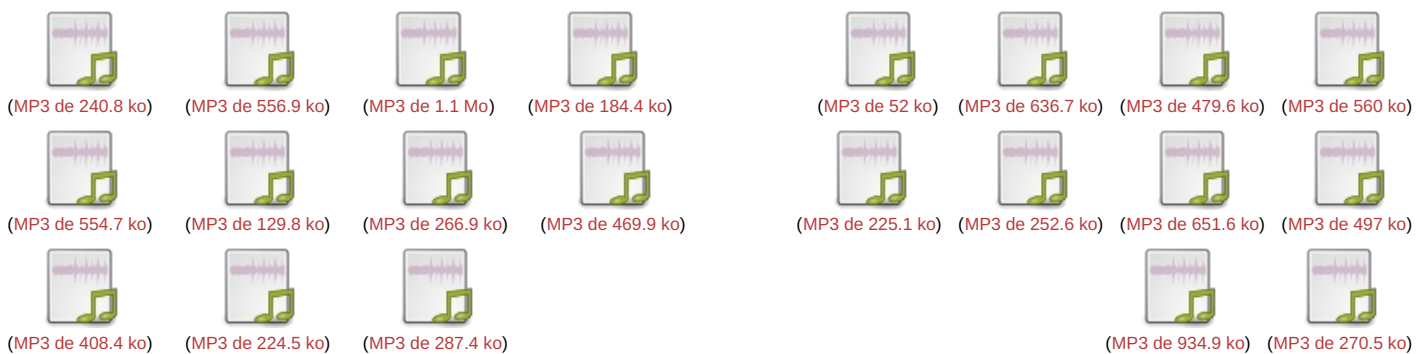 (MP3 de 240.8 ko) (MP3 de 556.9 ko) (MP3 de 1.1 Mo) (MP3 de 184.4 ko) (MP3 de 52 ko) (MP3 de 636.7 ko) (MP3 de 479.6 ko) (MP3 de 560 ko)
(MP3 de 554.7 ko) (MP3 de 129.8 ko) (MP3 de 266.9 ko) (MP3 de 469.9 ko) (MP3 de 225.1 ko) (MP3 de 252.6 ko) (MP3 de 651.6 ko) (MP3 de 497 ko)
(MP3 de 408.4 ko) (MP3 de 224.5 ko) (MP3 de 287.4 ko) (MP3 de 934.9 ko) (MP3 de 270.5 ko)